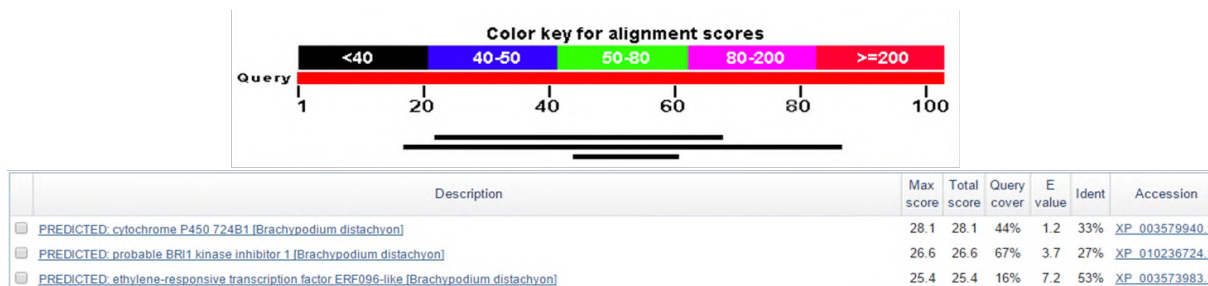 Color key for alignment scores
<40 40-50 50-80 80-200 >=200
Query
1 20 40 60 80 100
Description Max score Total score Query cover E value Ident Accession
PREDICTED: cytochrome P450 724B1 [Brachypodium distachyon] 28.1 28.1 44% 1.2 33% XP_003579940.
PREDICTED: probable BRI1 kinase inhibitor 1 [Brachypodium distachyon] 26.6 26.6 67% 3.7 27% XP_010236724.
PREDICTED: ethylene-responsive transcription factor ERF096-like [Brachypodium distachyon] 25.4 25.4 16% 7.2 53% XP_003573983.